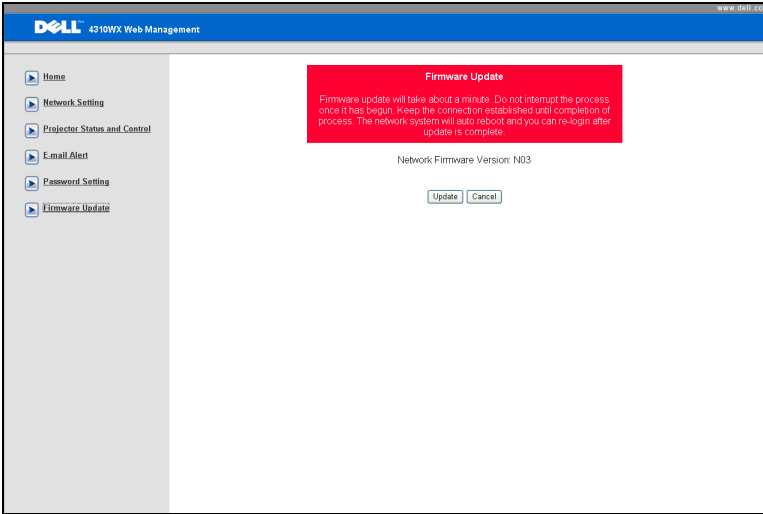 www.dell.co
DELL™ 4310WX Web Management
Home
Network Setting
Projector Status and Control
E-mail Alert
Password Setting
Firmware Update
Firmware Update
Firmware update will take about a minute. Do not interrupt the process
once it has begun. Keep the connection established until completion of
process. The network system will auto reboot and you can re-login after
update is complete.
Network Firmware Version: N03
Update Cancel